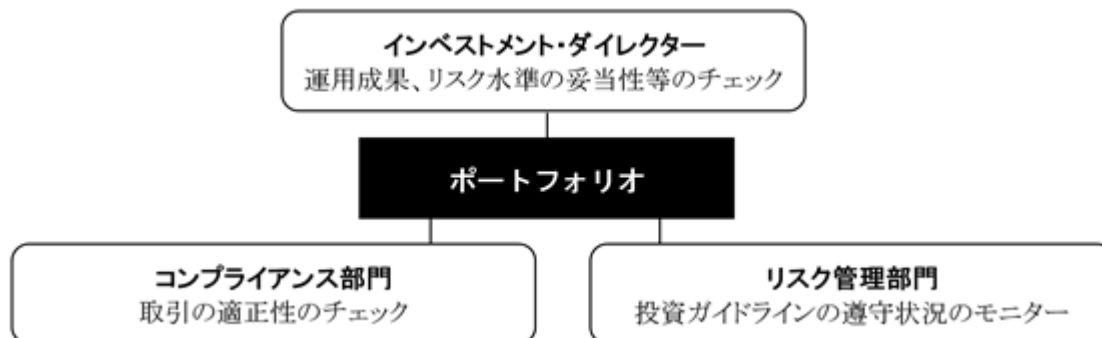 インベストメント・ダイレクター
運用成果、リスク水準の妥当性等のチェック
ポートフォリオ
コンプライアンス部門
取引の適正性のチェック
リスク管理部門
投資ガイドラインの遵守状況のモニター